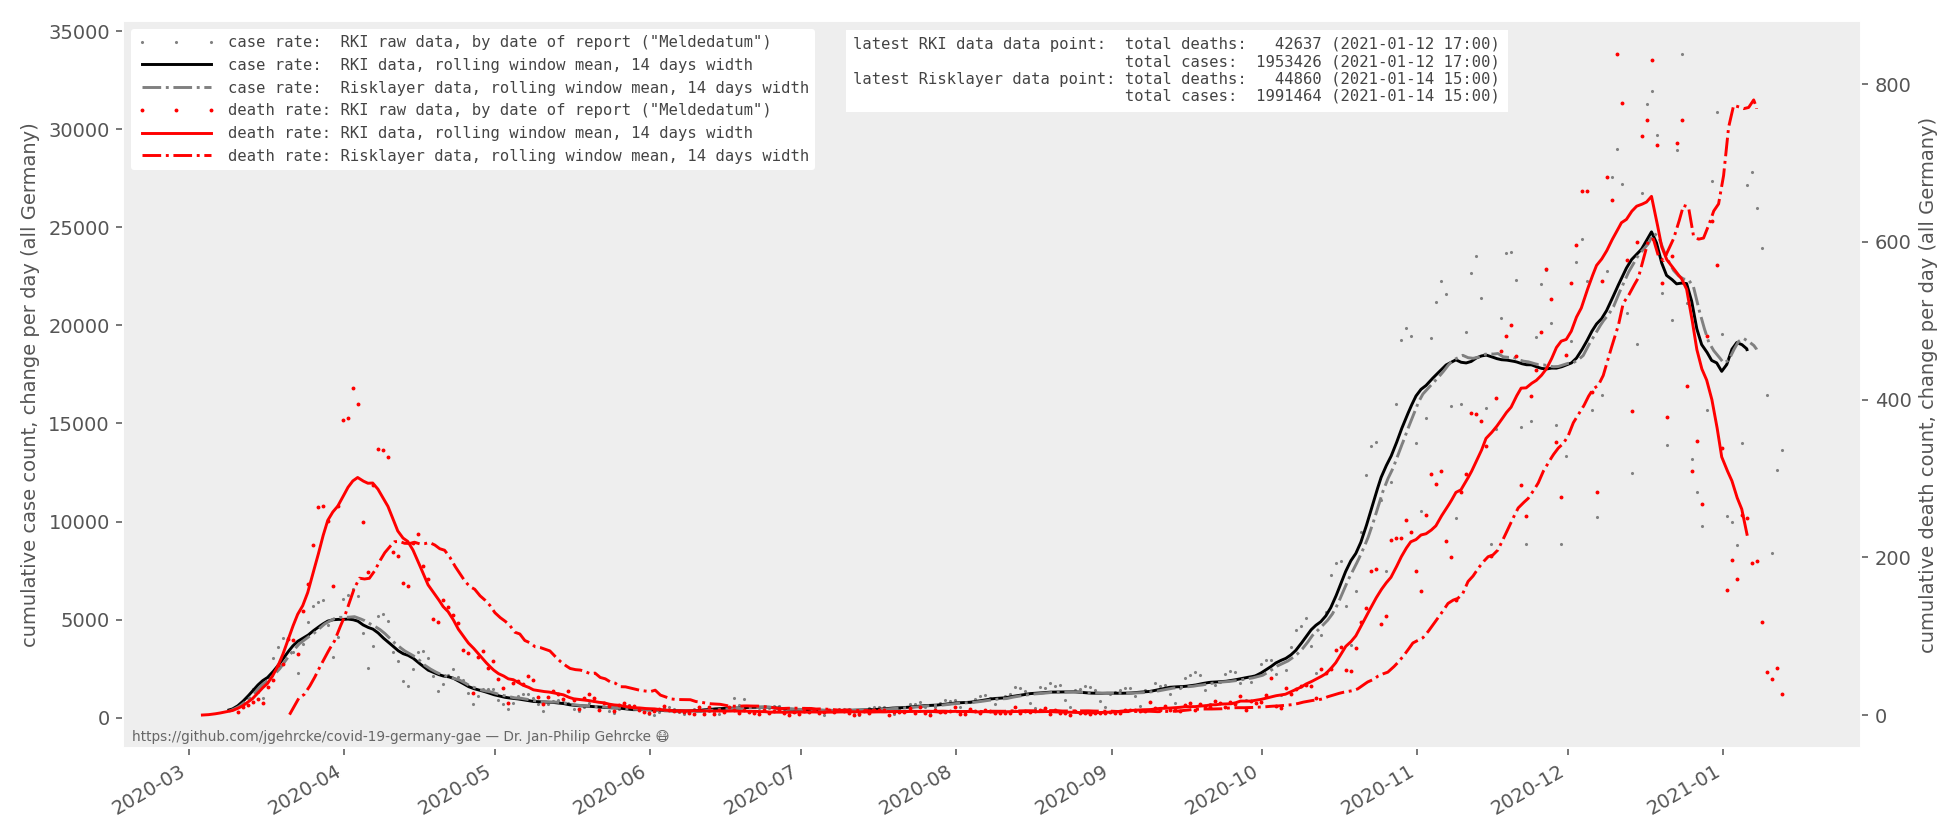 case rate:  RKI raw data, by date of report ("Meldedatum")
case rate:  RKI data, rolling window mean, 14 days width
case rate:  Risklayer data, rolling window mean, 14 days width
death rate: RKI raw data, by date of report ("Meldedatum")
death rate: RKI data, rolling window mean, 14 days width
death rate: Risklayer data, rolling window mean, 14 days width
latest RKI data data point:  total deaths:   42637 (2021-01-12 17:00)
total cases:  1953426 (2021-01-12 17:00)
latest Risklayer data point: total deaths:   44860 (2021-01-14 15:00)
total cases:  1991464 (2021-01-14 15:00)
cumulative case count, change per day (all Germany)
35000
30000
25000
20000
15000
10000
5000
0
cumulative death count, change per day (all Germany)
800
600
400
200
0
https://github.com/jgehrcke/covid-19-germany-gae — Dr. Jan-Philip Gehrcke 😷
2020-03
2020-04
2020-05
2020-06
2020-07
2020-08
2020-09
2020-10
2020-11
2020-12
2021-01